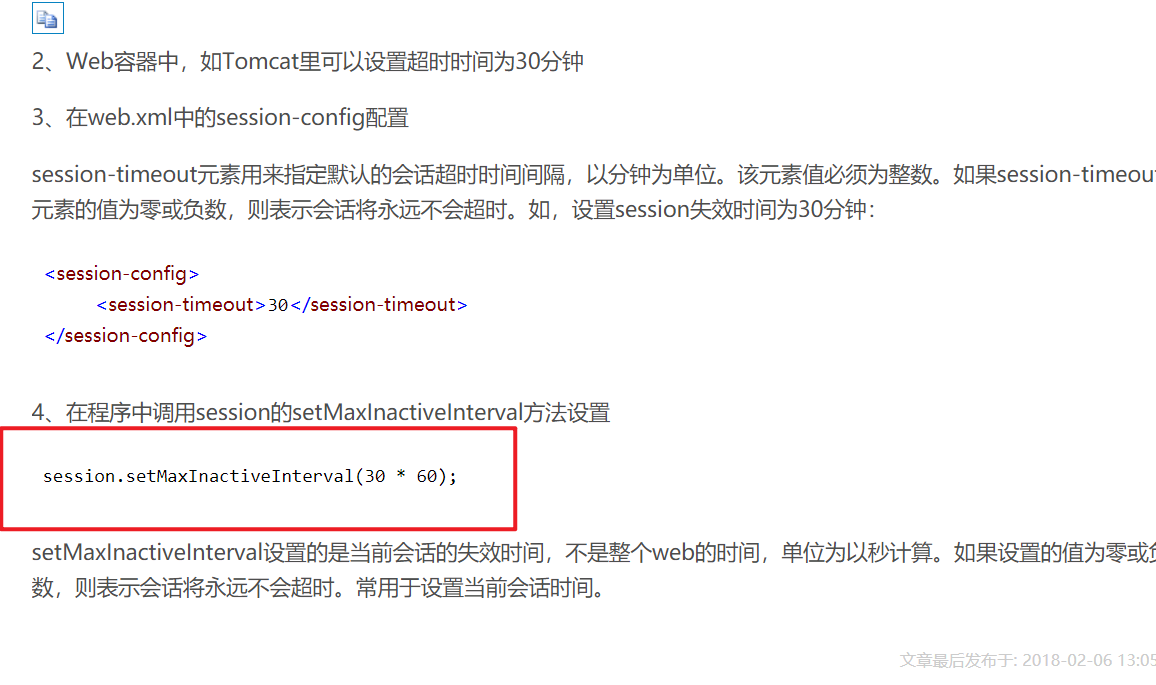 2、Web容器中，如Tomcat里可以设置超时时间为30分钟
3、在web.xml中的session-config配置
session-timeout元素用来指定默认的会话超时时间间隔，以分钟为单位。该元素值必须为整数。如果session-timeout
元素的值为零或负数，则表示会话将永远不会超时。如，设置session失效时间为30分钟：
<session-config>
<session-timeout>30</session-timeout>
</session-config>
4、在程序中调用session的setMaxInactiveInterval方法设置
session.setMaxInactiveInterval(30 * 60);
setMaxInactiveInterval设置的是当前会话的失效时间，不是整个web的时间，单位为以秒计算。如果设置的值为零或负
数，则表示会话将永远不会超时。常用于设置当前会话时间。
文章最后发布于: 2018-02-06 13:05